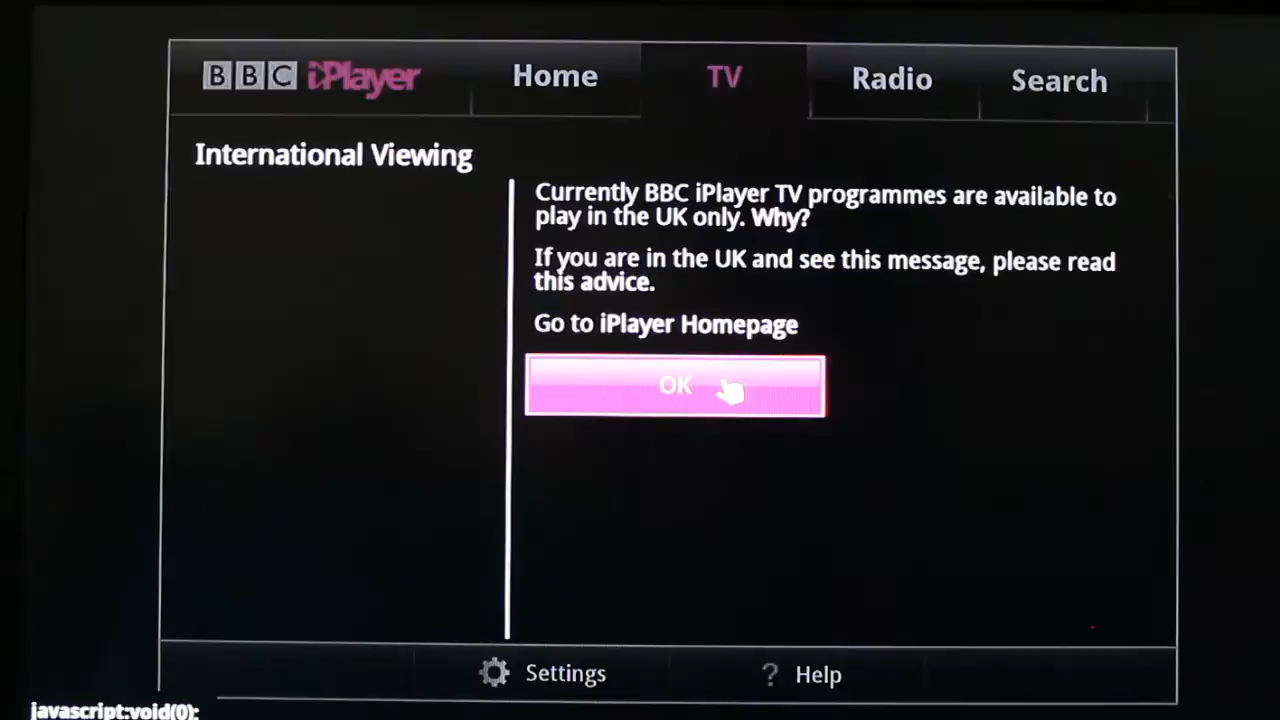 BBC iPlayer Home TV Radio Search
International Viewing
Currently BBC iPlayer TV programmes are available to
play in the UK only. Why?
If you are in the UK and see this message, please read
this advice.
Go to iPlayer Homepage
OK
Settings ? Help
javascript:void(0);